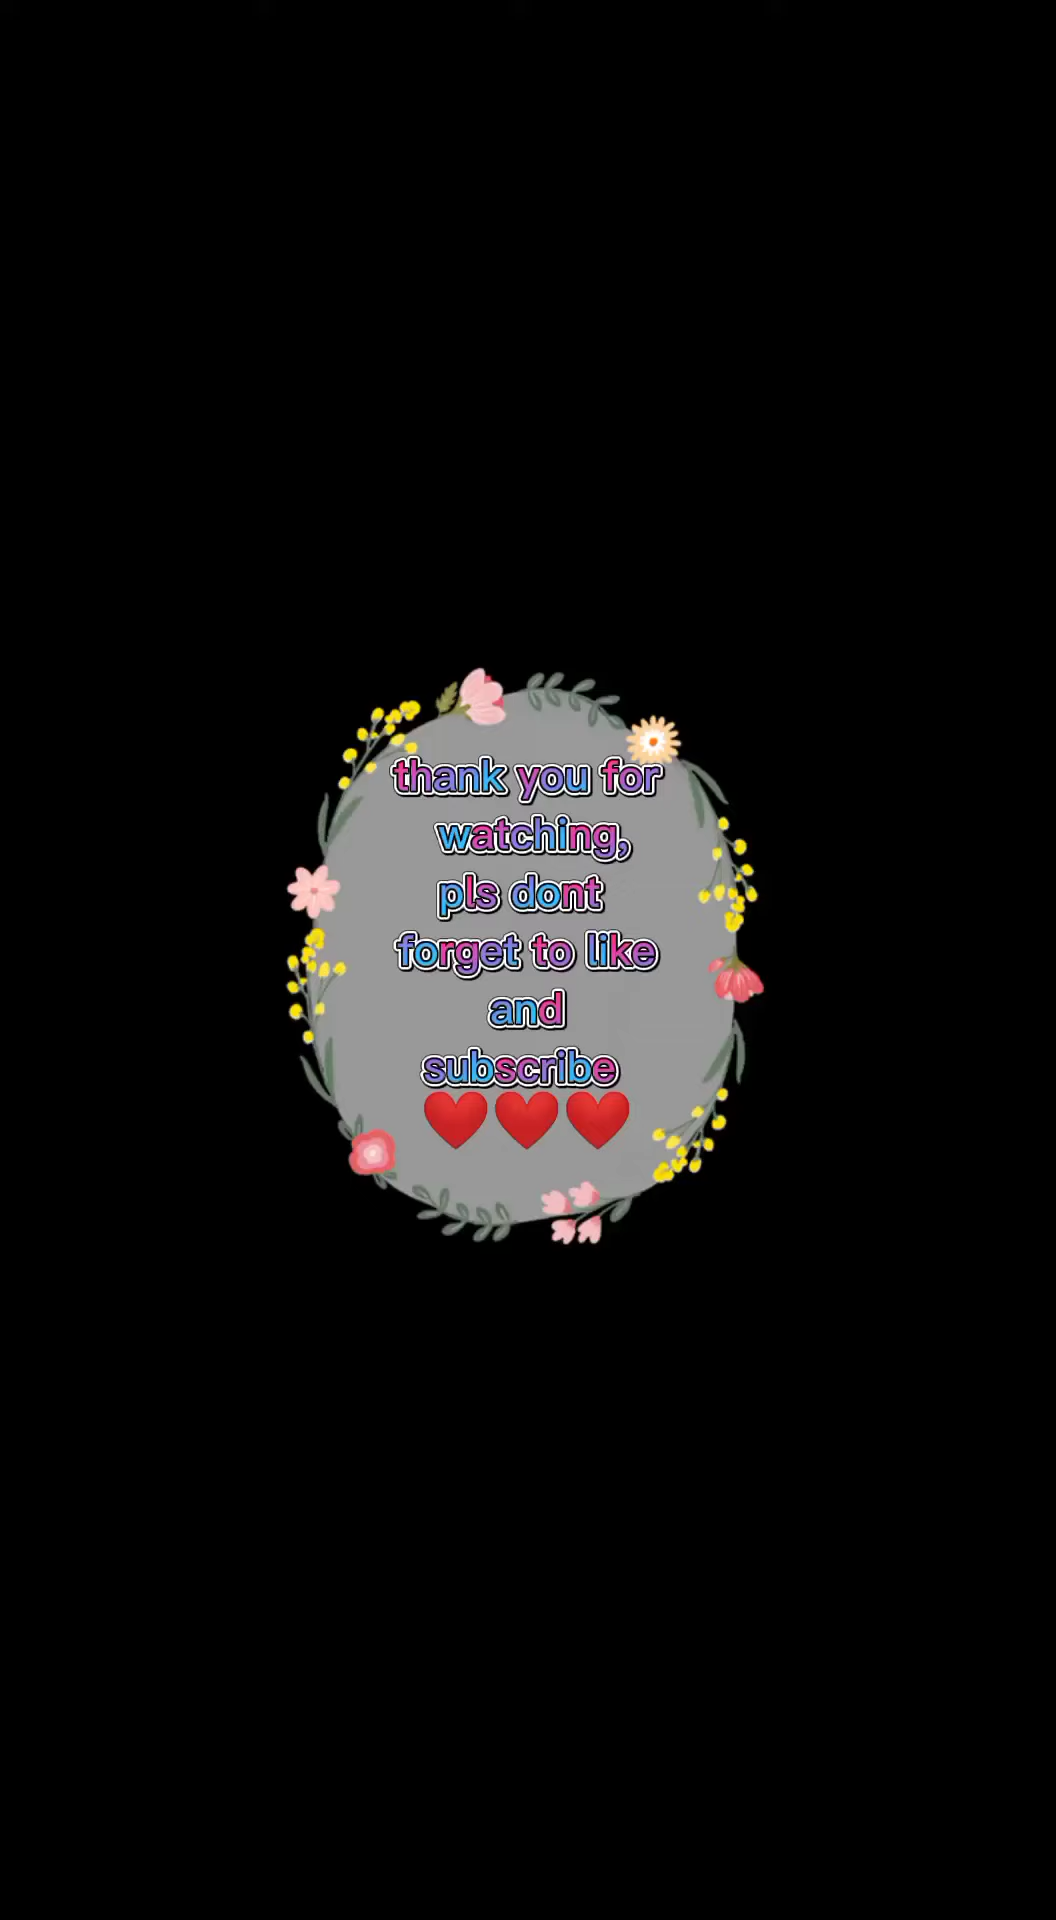 thank you for
watching,
pls dont
forget to like
and
subscribe
❤️❤️❤️